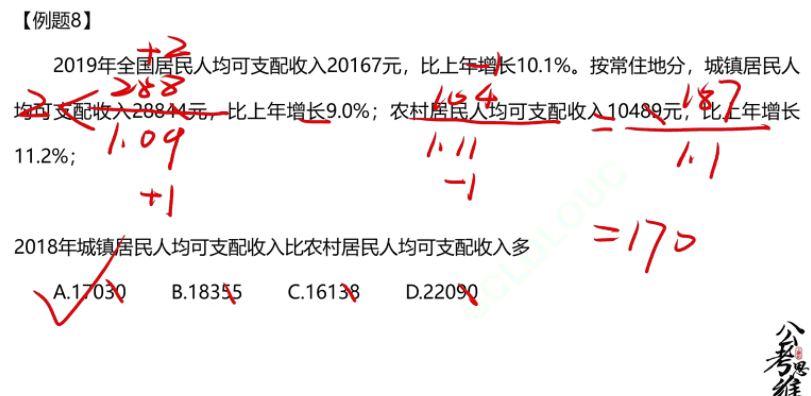 【例题8】
+2
2019年全国居民人均可支配收入20167元，比上年增长10.1%。按常住地分，城镇居民人
-1
288
104
187
均可支配收入28844元，比上年增长9.0%；农村居民人均可支配收入10489元，比上年增长
2<
=
1.09
1.11
1.1
11.2%；
+1
-1
=170
2018年城镇居民人均可支配收入比农村居民人均可支配收入多
A.17030 B.18355 C.16138 D.22090
公考思维